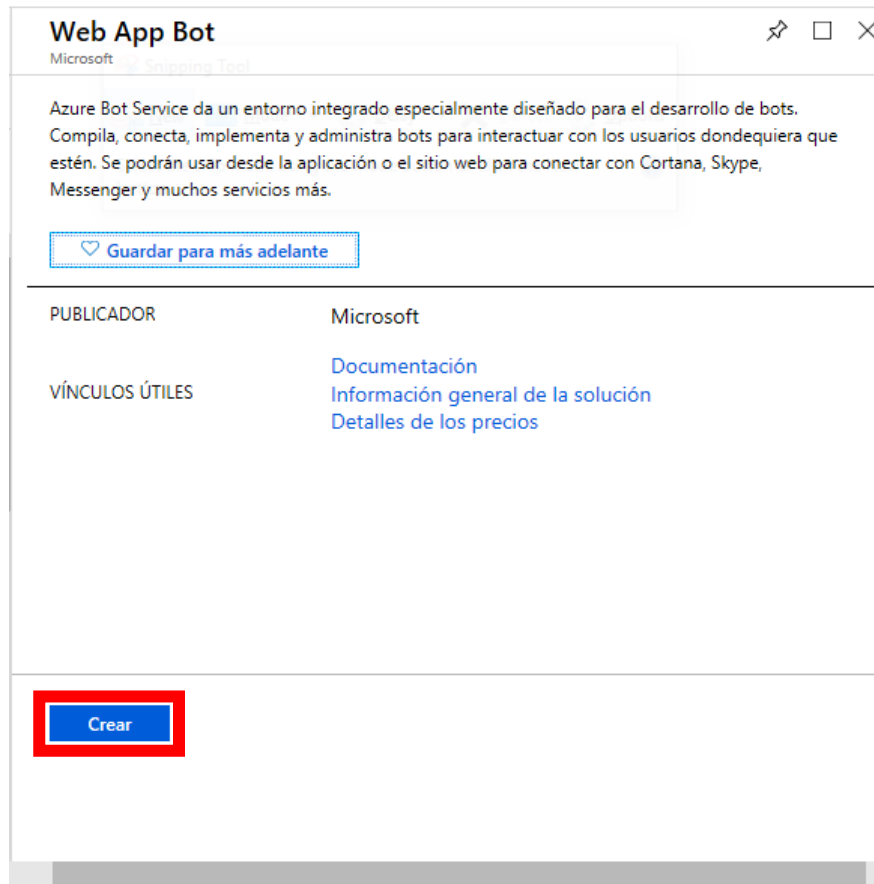 Web App Bot
Microsoft
Snipping Tool
Azure Bot Service da un entorno integrado especialmente diseñado para el desarrollo de bots.
Compila, conecta, implementa y administra bots para interactuar con los usuarios dondequiera que
estén. Se podrán usar desde la aplicación o el sitio web para conectar con Cortana, Skype,
Messenger y muchos servicios más.
Guardar para más adelante
PUBLICADOR
Microsoft
VÍNCULOS ÚTILES
Documentación
Información general de la solución
Detalles de los precios
Crear